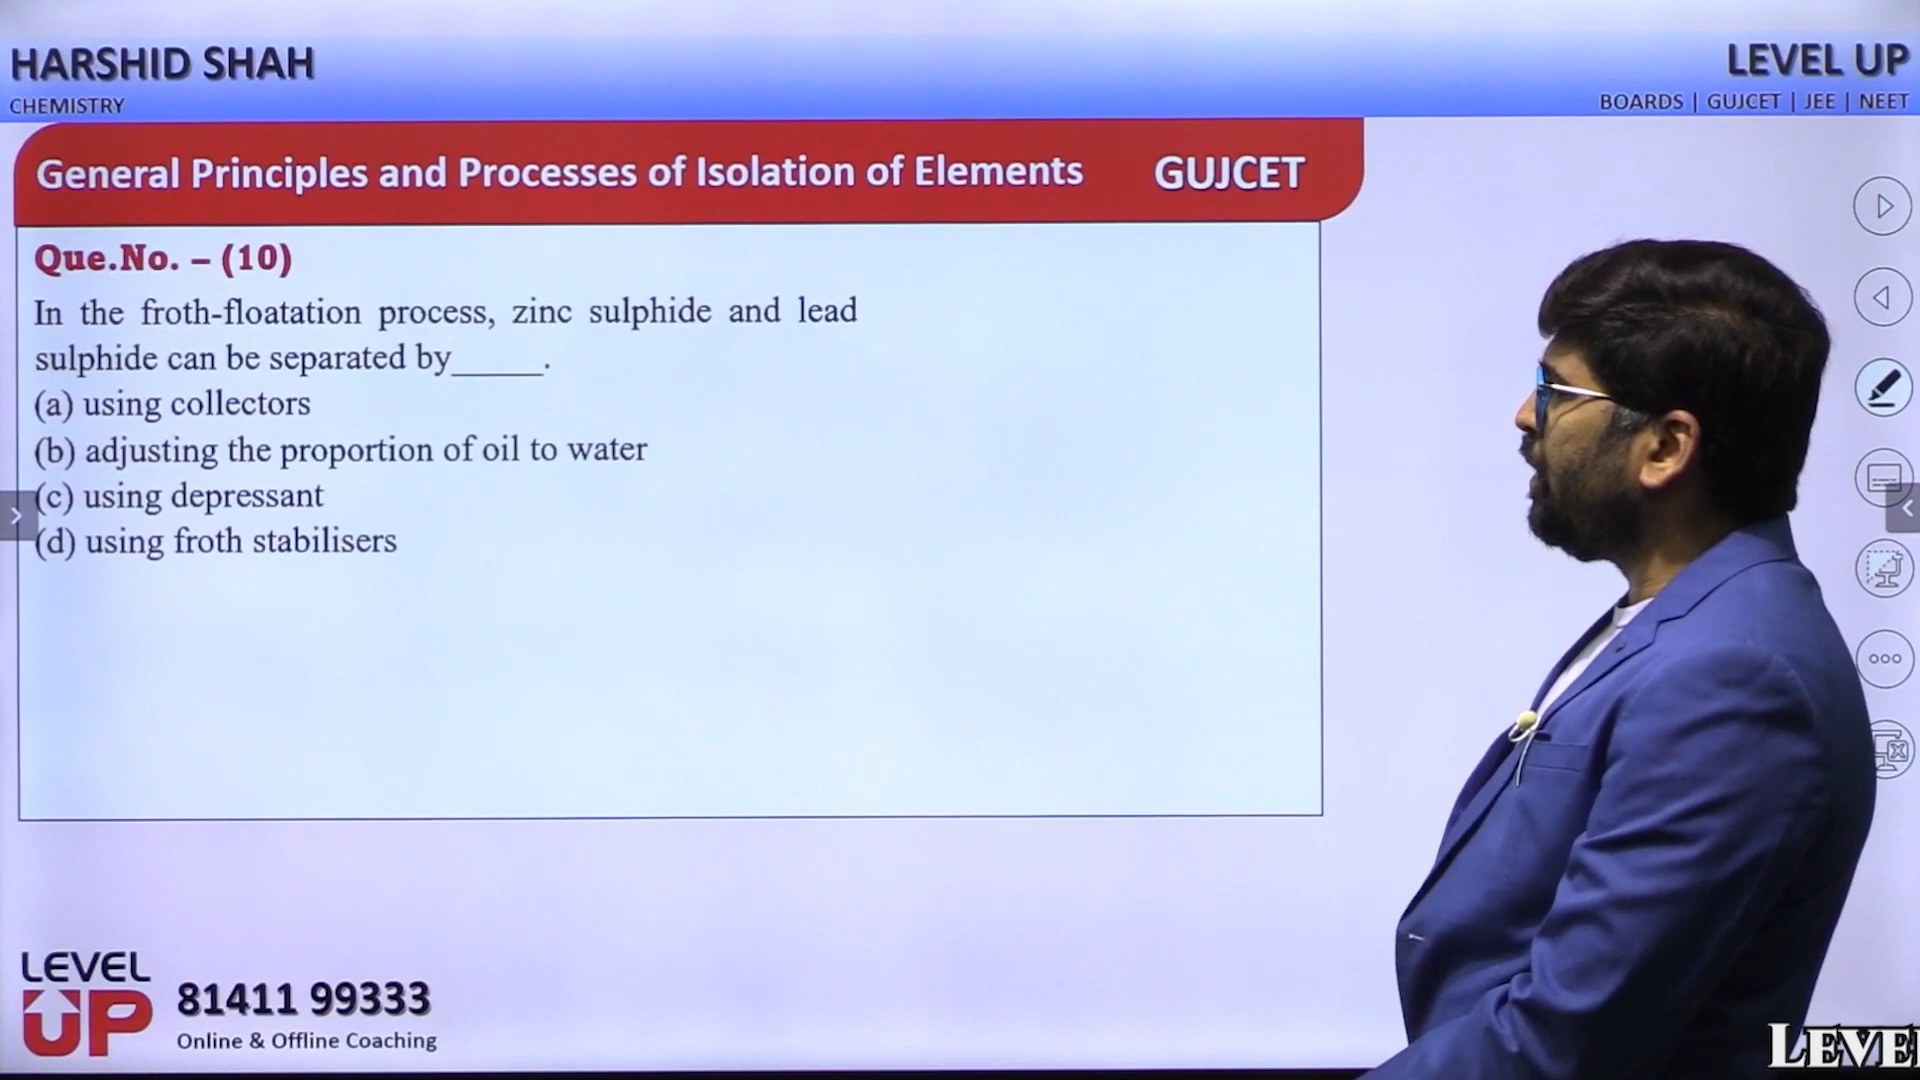 HARSHID SHAH
CHEMISTRY
LEVEL UP
BOARDS | GUJCET | JEE | NEET
General Principles and Processes of Isolation of Elements GUJCET
Que.No. – (10)
In the froth-floatation process, zinc sulphide and lead
sulphide can be separated by_____.
(a) using collectors
(b) adjusting the proportion of oil to water
(c) using depressant
(d) using froth stabilisers
LEVEL
UP
81411 99333
Online & Offline Coaching